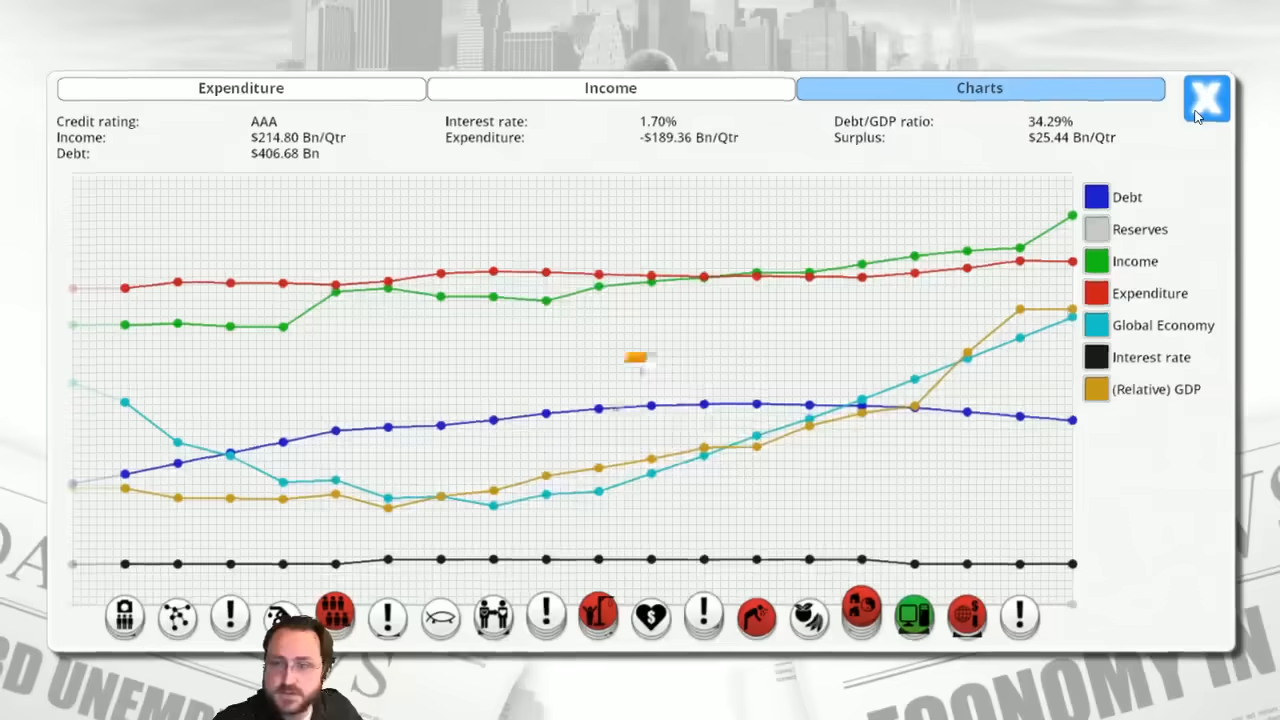 Expenditure
Income
Charts
X
Credit rating: AAA Interest rate: 1.70% Debt/GDP ratio: 34.29%
Income: $214.80 Bn/Qtr Expenditure: -$189.36 Bn/Qtr Surplus: $25.44 Bn/Qtr
Debt: $406.68 Bn
Debt
Reserves
Income
Expenditure
Global Economy
Interest rate
(Relative) GDP
ECONOMY IN